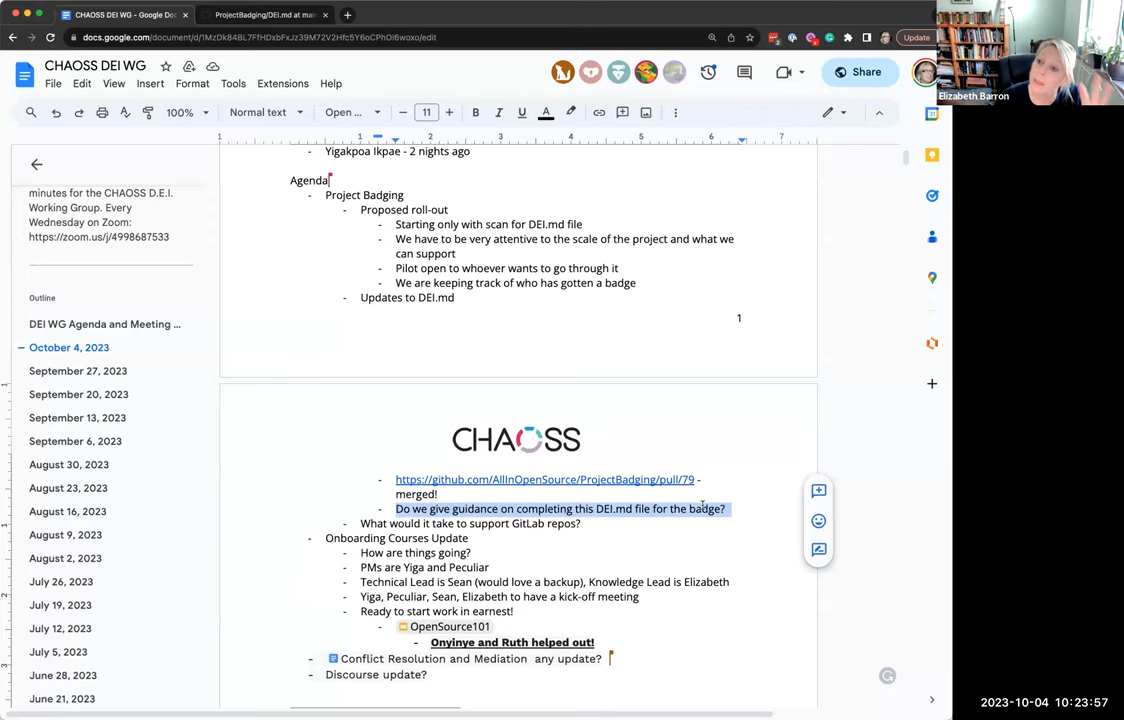 CHAOSS DEI WG - Google Doc
ProjectBadging/DEI.md at mai
docs.google.com/document/d/1MzDk84BL7FfHDxbFxJz39M72V2Hfc5Y6oCPhOl6woxo/edit
Update
CHAOSS DEI WG
File Edit View Insert Format Tools Extensions Help
Share
Elizabeth Barron
100% Normal text Open ... 11
minutes for the CHAOSS D.E.I.
Working Group. Every
Wednesday on Zoom:
https://zoom.us/j/4998687533
Outline
DEI WG Agenda and Meeting ...
October 4, 2023
September 27, 2023
September 20, 2023
September 13, 2023
September 6, 2023
August 30, 2023
August 23, 2023
August 16, 2023
August 9, 2023
August 2, 2023
July 26, 2023
July 19, 2023
July 12, 2023
July 5, 2023
June 28, 2023
June 21, 2023
1 1 2 3 4 5 6 7
- Yigakpoa Ikpae - 2 nights ago
Agenda
- Project Badging
- Proposed roll-out
- Starting only with scan for DEI.md file
- We have to be very attentive to the scale of the project and what we
can support
- Pilot open to whoever wants to go through it
- We are keeping track of who has gotten a badge
- Updates to DEI.md
1
CHAOSS
- https://github.com/AllInOpenSource/ProjectBadging/pull/79 -
merged!
- Do we give guidance on completing this DEI.md file for the badge?
- What would it take to support GitLab repos?
- Onboarding Courses Update
- How are things going?
- PMs are Yiga and Peculiar
- Technical Lead is Sean (would love a backup), Knowledge Lead is Elizabeth
- Yiga, Peculiar, Sean, Elizabeth to have a kick-off meeting
- Ready to start work in earnest!
- OpenSource101
- Onyinye and Ruth helped out!
- Conflict Resolution and Mediation any update?
- Discourse update?
2023-10-04 10:23:57